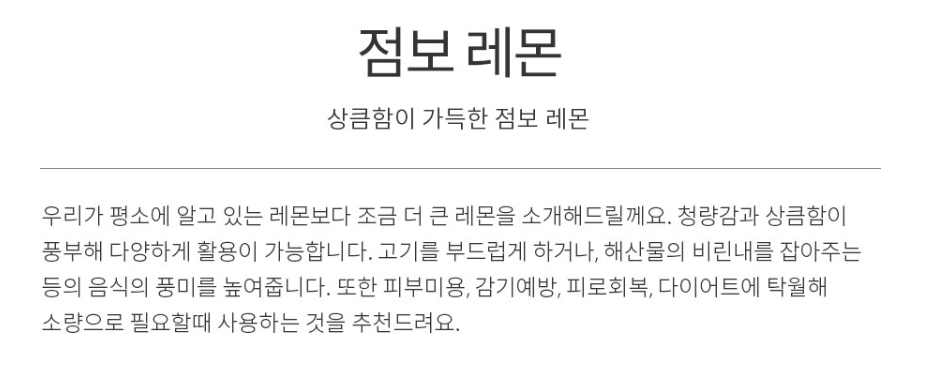 점보 레몬
상큼함이 가득한 점보 레몬
우리가 평소에 알고 있는 레몬보다 조금 더 큰 레몬을 소개해드릴께요. 청량감과 상큼함이
풍부해 다양하게 활용이 가능합니다. 고기를 부드럽게 하거나, 해산물의 비린내를 잡아주는
등의 음식의 풍미를 높여줍니다. 또한 피부미용, 감기예방, 피로회복, 다이어트에 탁월해
소량으로 필요할때 사용하는 것을 추천드려요.